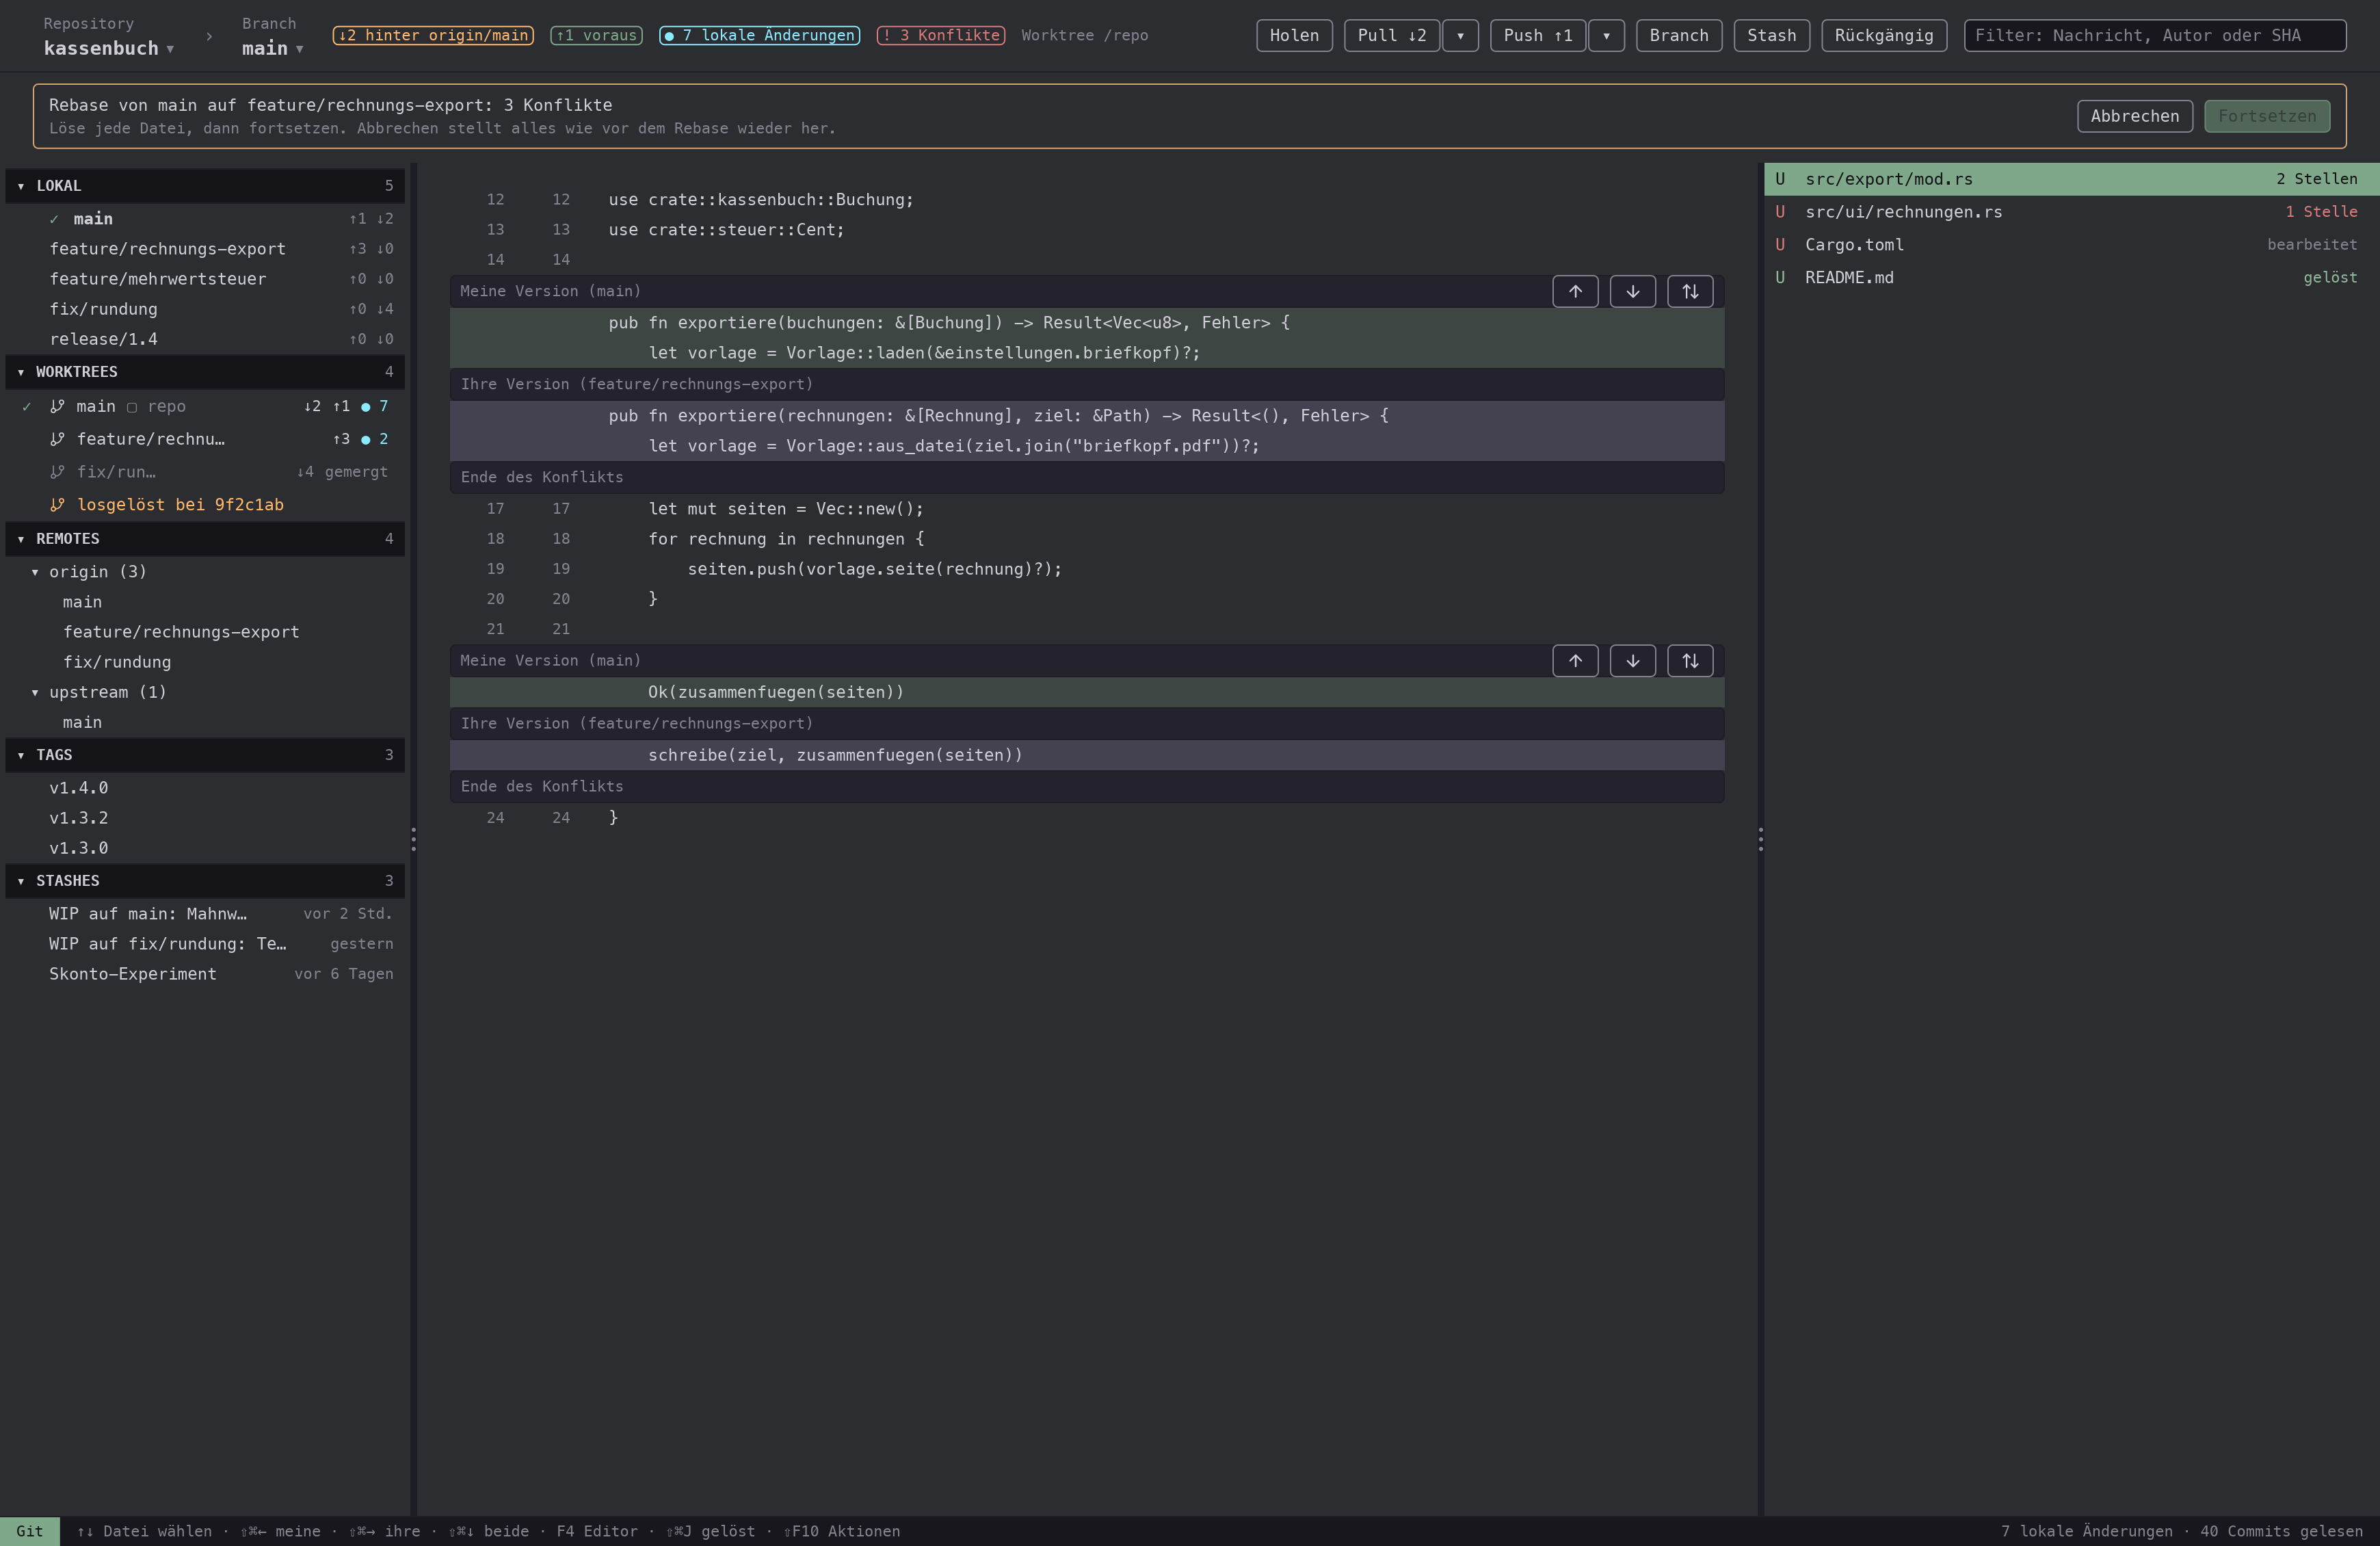 Repository
kassenbuch ▾
›
Branch
main ▾
↓2 hinter origin/main
↑1 voraus
● 7 lokale Änderungen
! 3 Konflikte
Worktree /repo
Holen
Pull ↓2 ▾
Push ↑1 ▾
Branch
Stash
Rückgängig
Filter: Nachricht, Autor oder SHA
Rebase von main auf feature/rechnungs-export: 3 Konflikte
Löse jede Datei, dann fortsetzen. Abbrechen stellt alles wie vor dem Rebase wieder her.
Abbrechen
Fortsetzen
▾ LOKAL 5
✓ main ↑1 ↓2
feature/rechnungs-export ↑3 ↓0
feature/mehrwertsteuer ↑0 ↓0
fix/rundung ↑0 ↓4
release/1.4 ↑0 ↓0
▾ WORKTREES 4
✓ main ▢ repo ↓2 ↑1 ● 7
feature/rechnu… ↑3 ● 2
fix/run… ↓4 gemergt
losgelöst bei 9f2c1ab
▾ REMOTES 4
▾ origin (3)
main
feature/rechnungs-export
fix/rundung
▾ upstream (1)
main
▾ TAGS 3
v1.4.0
v1.3.2
v1.3.0
▾ STASHES 3
WIP auf main: Mahnw… vor 2 Std.
WIP auf fix/rundung: Te… gestern
Skonto-Experiment vor 6 Tagen
12 12 use crate::kassenbuch::Buchung;
13 13 use crate::steuer::Cent;
14 14
Meine Version (main) ↑ ↓ ⇅
pub fn exportiere(buchungen: &[Buchung]) -> Result<Vec<u8>, Fehler> {
let vorlage = Vorlage::laden(&einstellungen.briefkopf)?;
Ihre Version (feature/rechnungs-export)
pub fn exportiere(rechnungen: &[Rechnung], ziel: &Path) -> Result<(), Fehler> {
let vorlage = Vorlage::aus_datei(ziel.join("briefkopf.pdf"))?;
Ende des Konflikts
17 17 let mut seiten = Vec::new();
18 18 for rechnung in rechnungen {
19 19 seiten.push(vorlage.seite(rechnung)?);
20 20 }
21 21
Meine Version (main) ↑ ↓ ⇅
Ok(zusammenfuegen(seiten))
Ihre Version (feature/rechnungs-export)
schreibe(ziel, zusammenfuegen(seiten))
Ende des Konflikts
24 24 }
U src/export/mod.rs 2 Stellen
U src/ui/rechnungen.rs 1 Stelle
U Cargo.toml bearbeitet
U README.md gelöst
Git
↑↓ Datei wählen · ⇧⌘← meine · ⇧⌘→ ihre · ⇧⌘↓ beide · F4 Editor · ⇧⌘J gelöst · ⇧F10 Aktionen
7 lokale Änderungen · 40 Commits gelesen